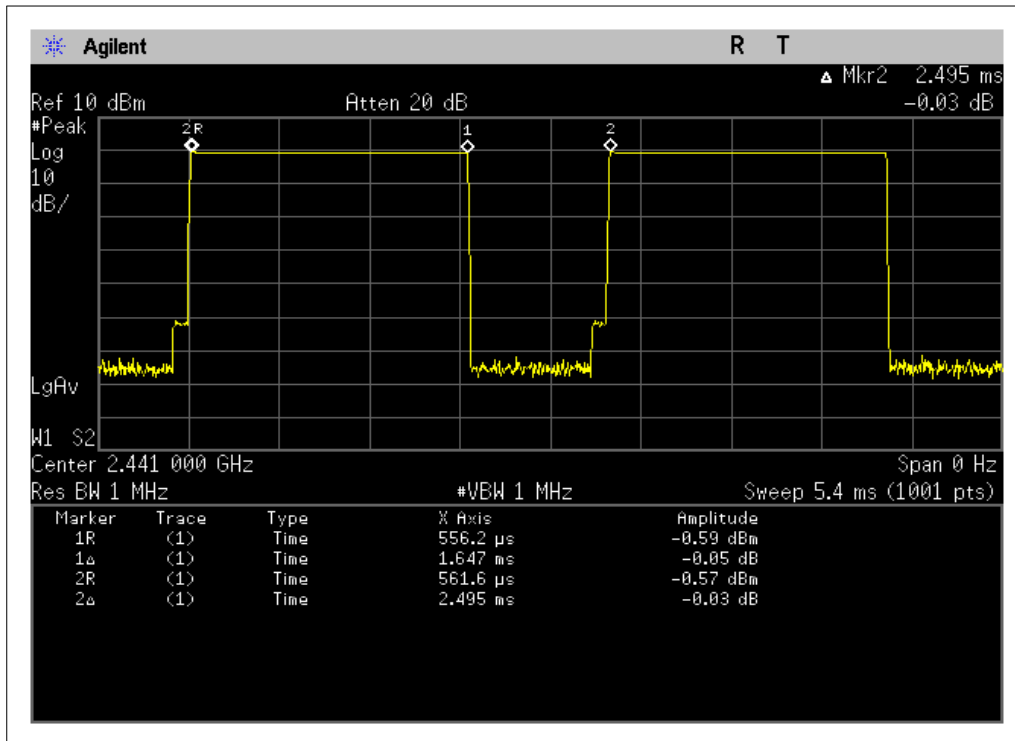 Agilent R T
Δ Mkr2 2.495 ms
Ref 10 dBm Atten 20 dB -0.03 dB
#Peak
Log
10
dB/
2R 1 2
LgAv
W1 S2
Center 2.441 000 GHz Span 0 Hz
Res BW 1 MHz #VBW 1 MHz Sweep 5.4 ms (1001 pts)
Marker Trace Type X Axis Amplitude
1R (1) Time 556.2 µs -0.59 dBm
1Δ (1) Time 1.647 ms -0.05 dB
2R (1) Time 561.6 µs -0.57 dBm
2Δ (1) Time 2.495 ms -0.03 dB